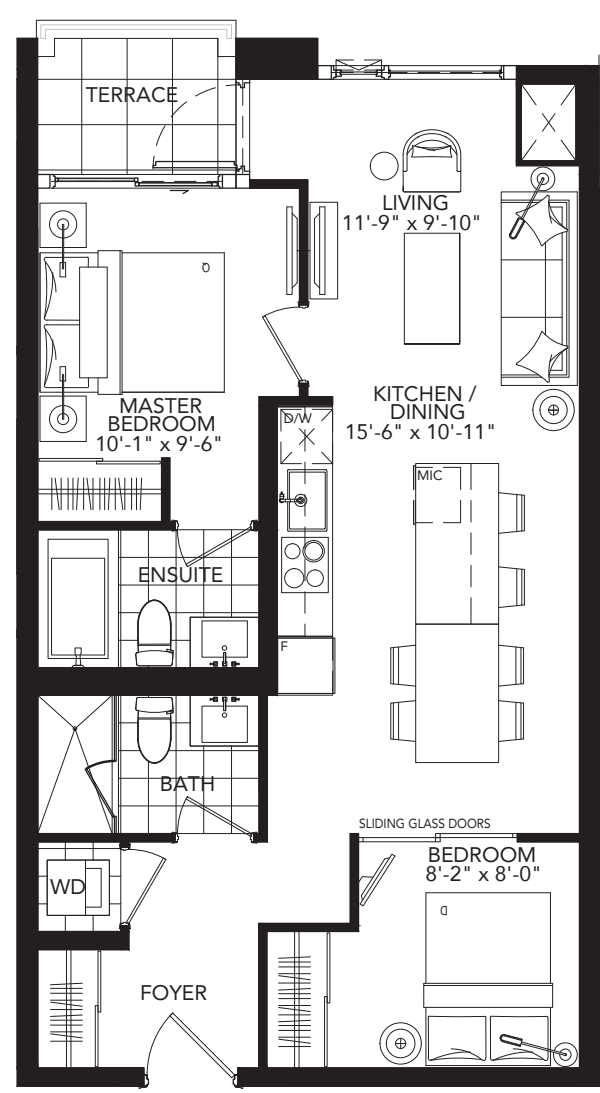 TERRACE
LIVING
11'-9" x 9'-10"
MASTER
BEDROOM
10'-1" x 9'-6"
KITCHEN /
DINING
15'-6" x 10'-11"
D/W
MIC
ENSUITE
F
BATH
SLIDING GLASS DOORS
BEDROOM
8'-2" x 8'-0"
WD
FOYER